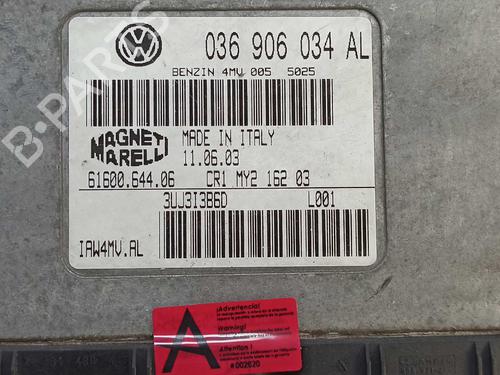 036 906 034 AL
BENZIN 4MV 005 5025
MAGNETI
MARELLI
MADE IN ITALY
11.06.03
61600.644.06 CR1 MY2 162 03
3UJ3I3B6D L001
IAW4MV.AL
B-PARTS
A
¡Advertencia!
Warning!
Attention !
#002620